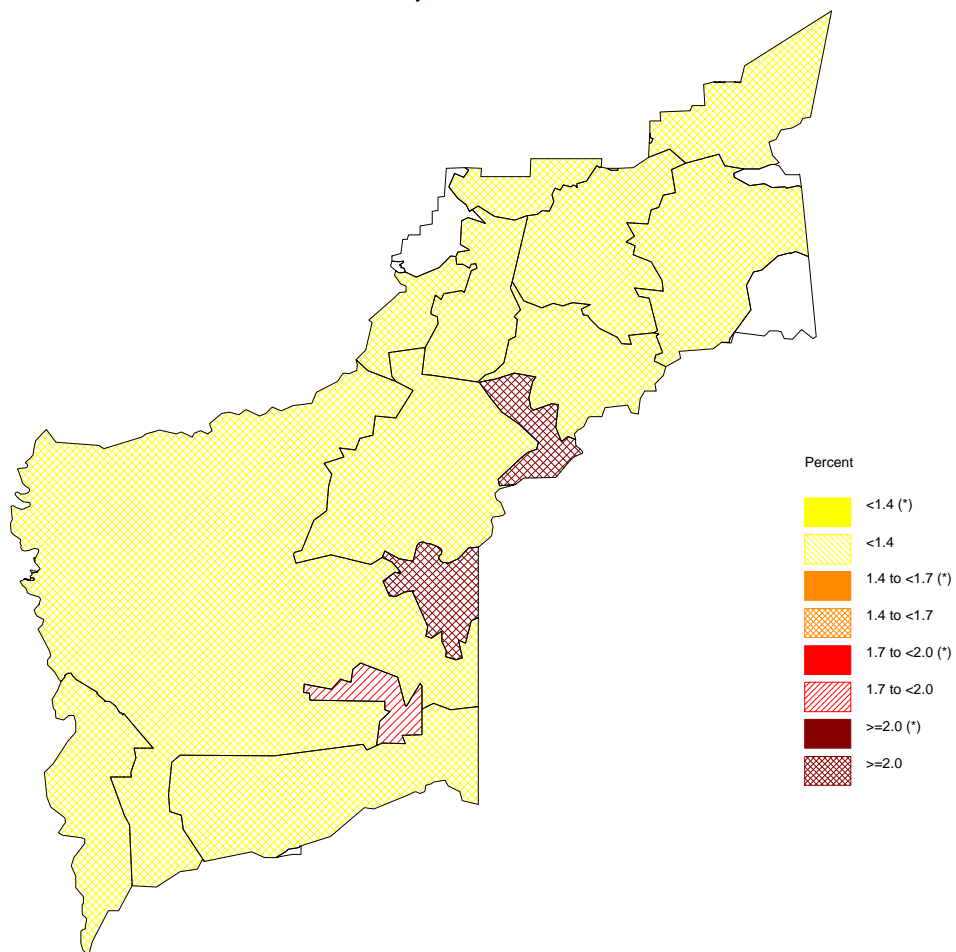 Percent
<1.4 (*)
<1.4
1.4 to <1.7 (*)
1.4 to <1.7
1.7 to <2.0 (*)
1.7 to <2.0
>=2.0 (*)
>=2.0